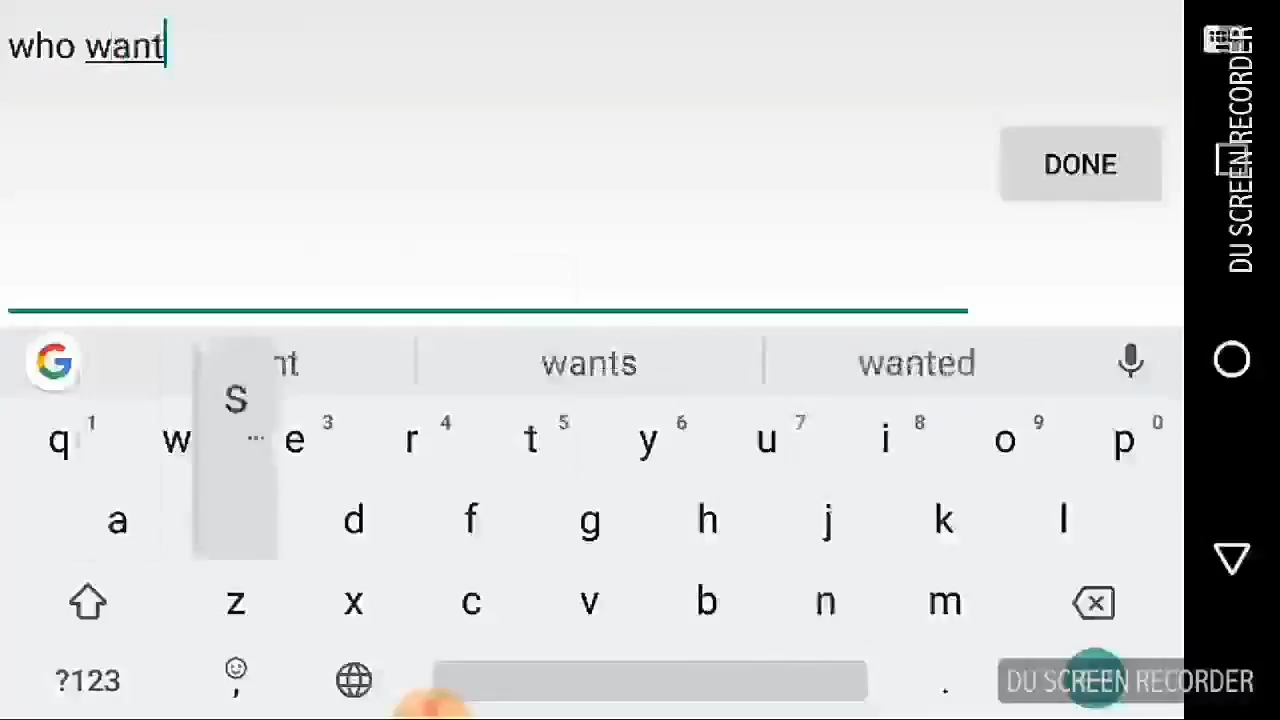 who want
DONE
nt wants wanted
s
q 1 w e 3 r 4 t 5 y 6 u 7 i 8 o 9 p 0
a d f g h j k l
z x c v b n m
?123 , .
DU SCREEN RECORDER
DU SCREEN RECORDER